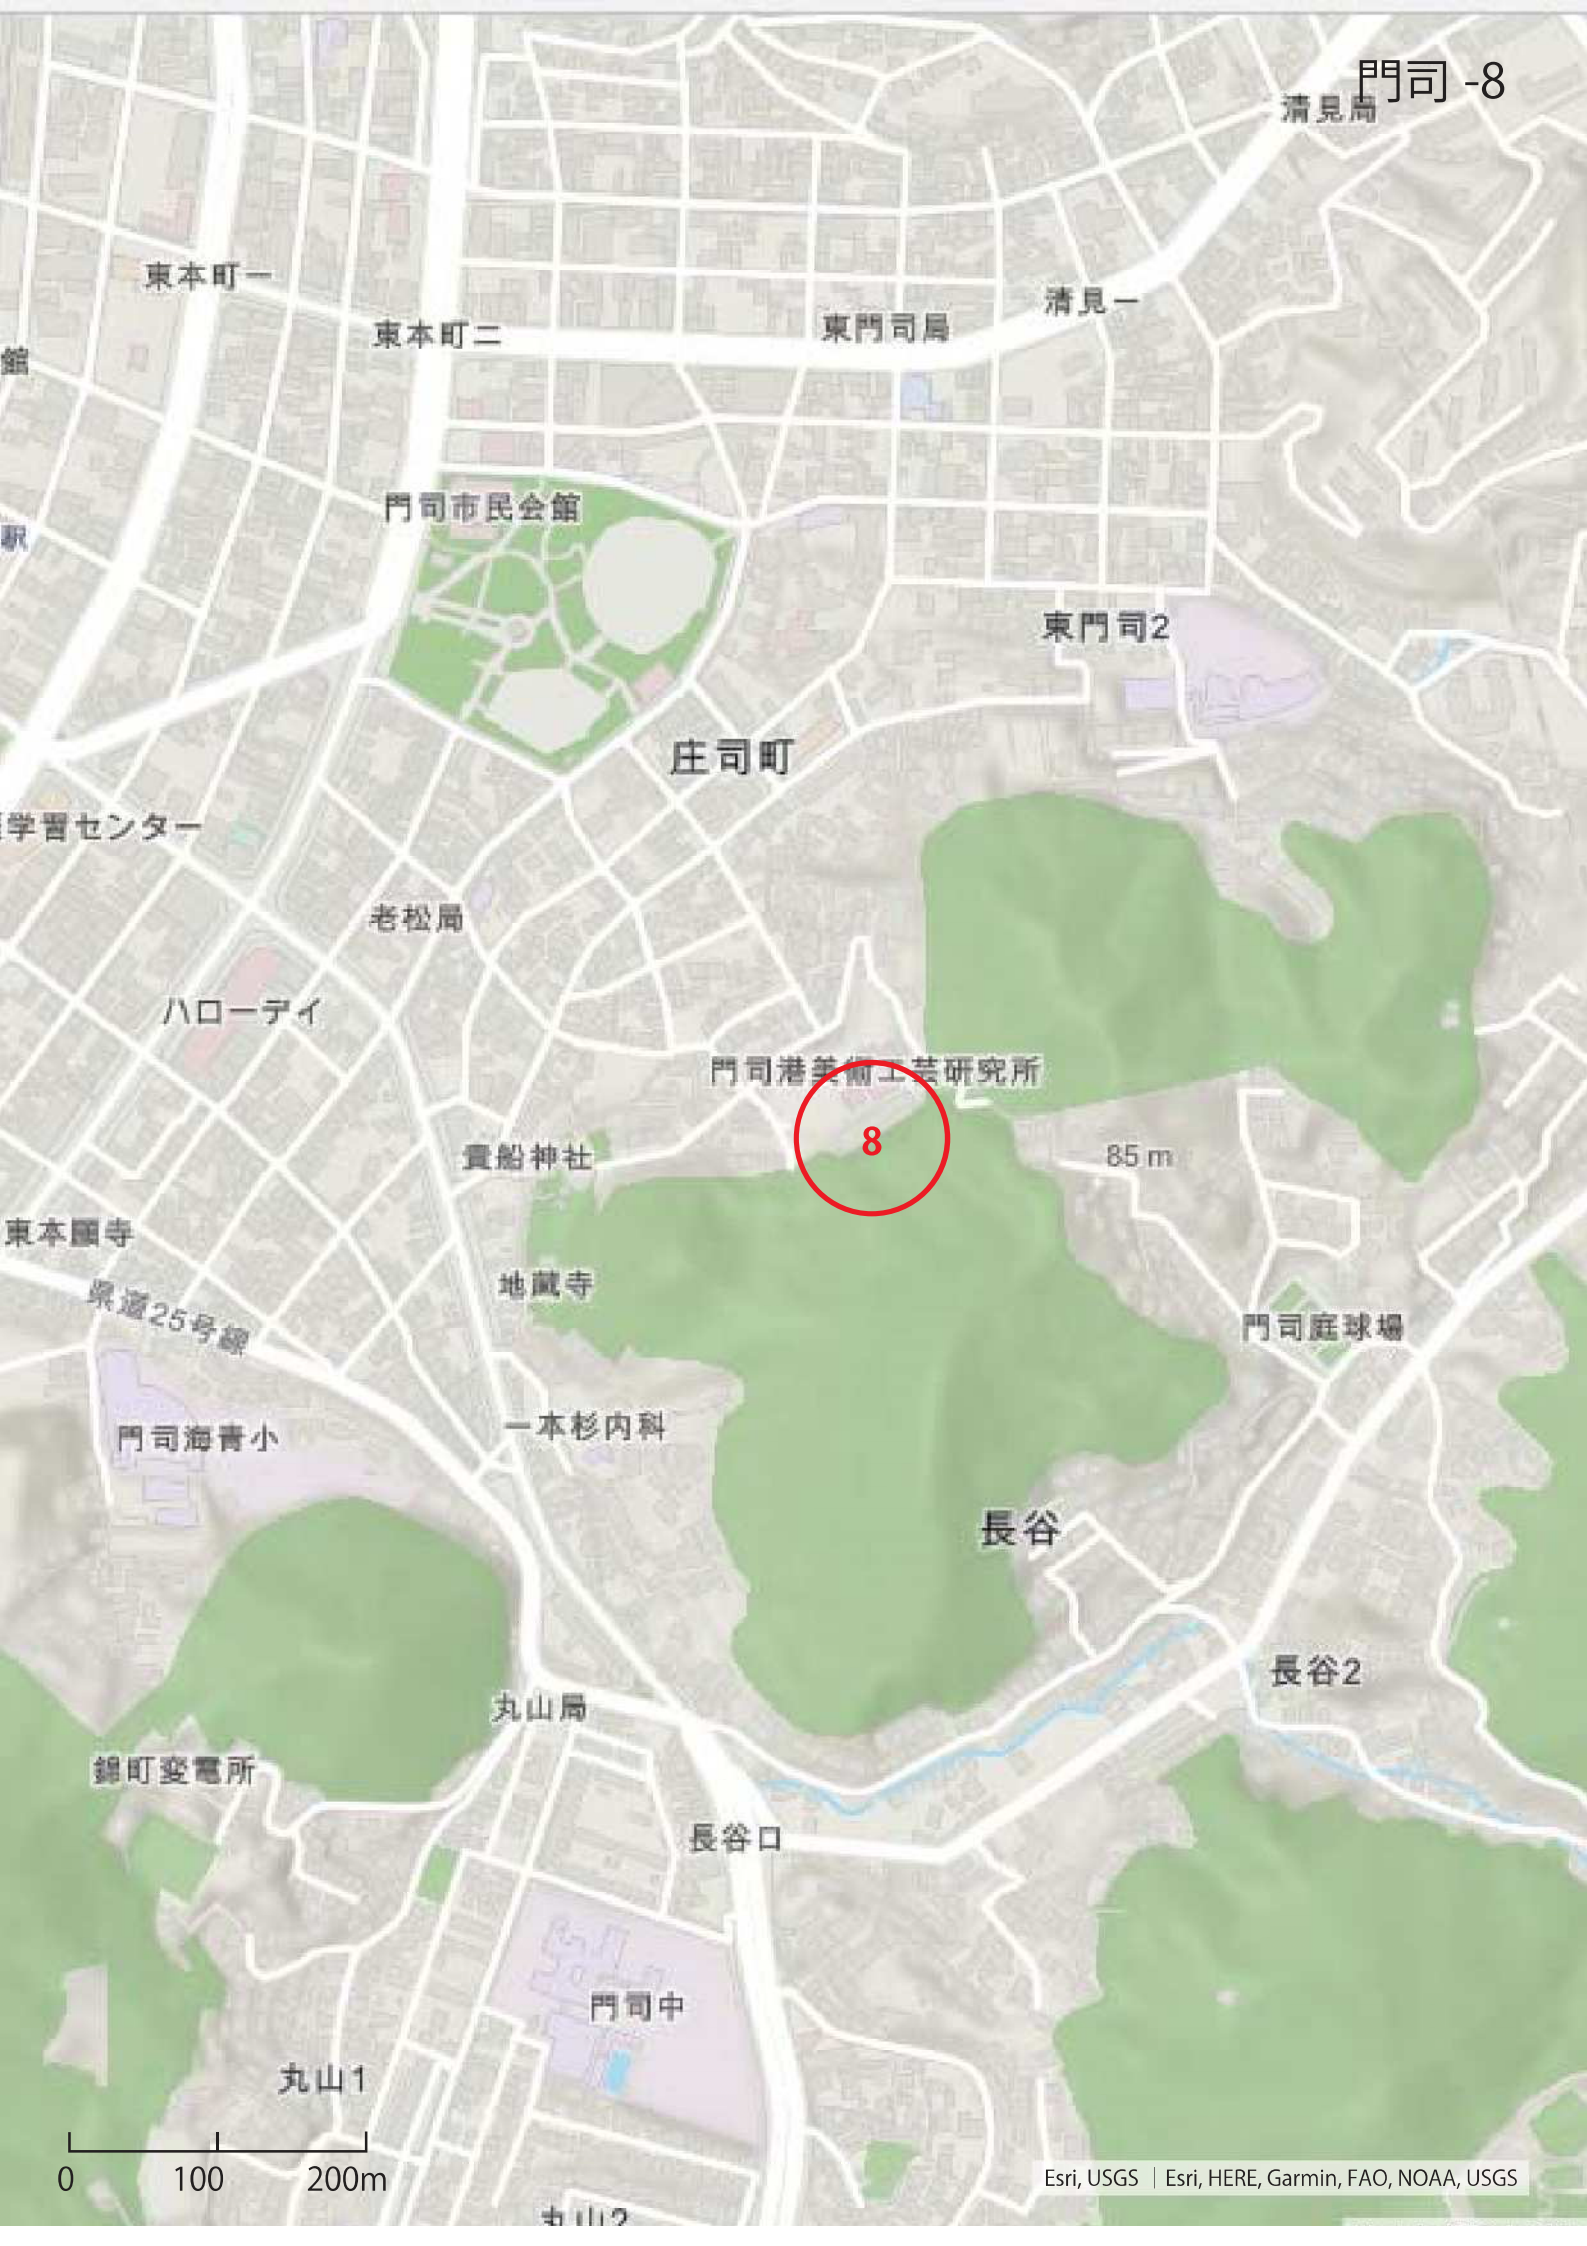 門司 -8
清見局
東本町一
清見一
東門司局
東本町二
館
門司市民会館
駅
東門司2
庄司町
学習センター
老松局
ハローデイ
門司港美術工芸研究所
8
貴船神社
85 m
東本願寺
地蔵寺
県道25号線
門司庭球場
一本杉内科
門司海青小
長谷
長谷2
丸山局
錦町変電所
長谷口
門司中
丸山1
0 100 200m
Esri, USGS | Esri, HERE, Garmin, FAO, NOAA, USGS
丸山2